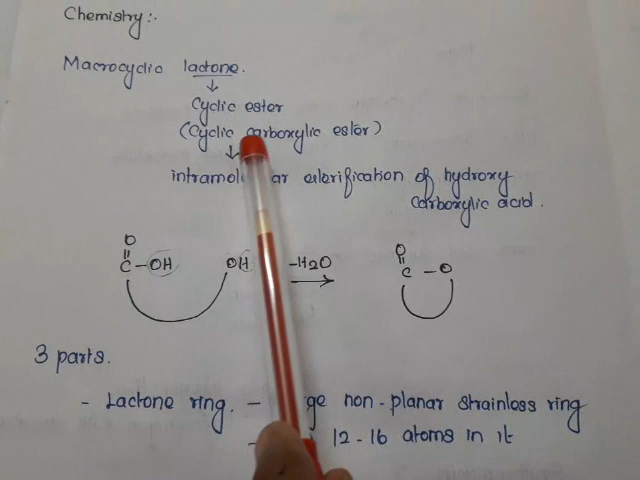 Chemistry:.
Macrocyclic lactone.
↓
Cyclic ester
(Cyclic carboxylic ester)
↓
esterification of hydroxy
carboxylic acid.
O O
|| ||
C-OH OH -H2O → C-O
3 parts.
- Lactone ring. - non-planar strainless ring
- 12-16 atoms in it